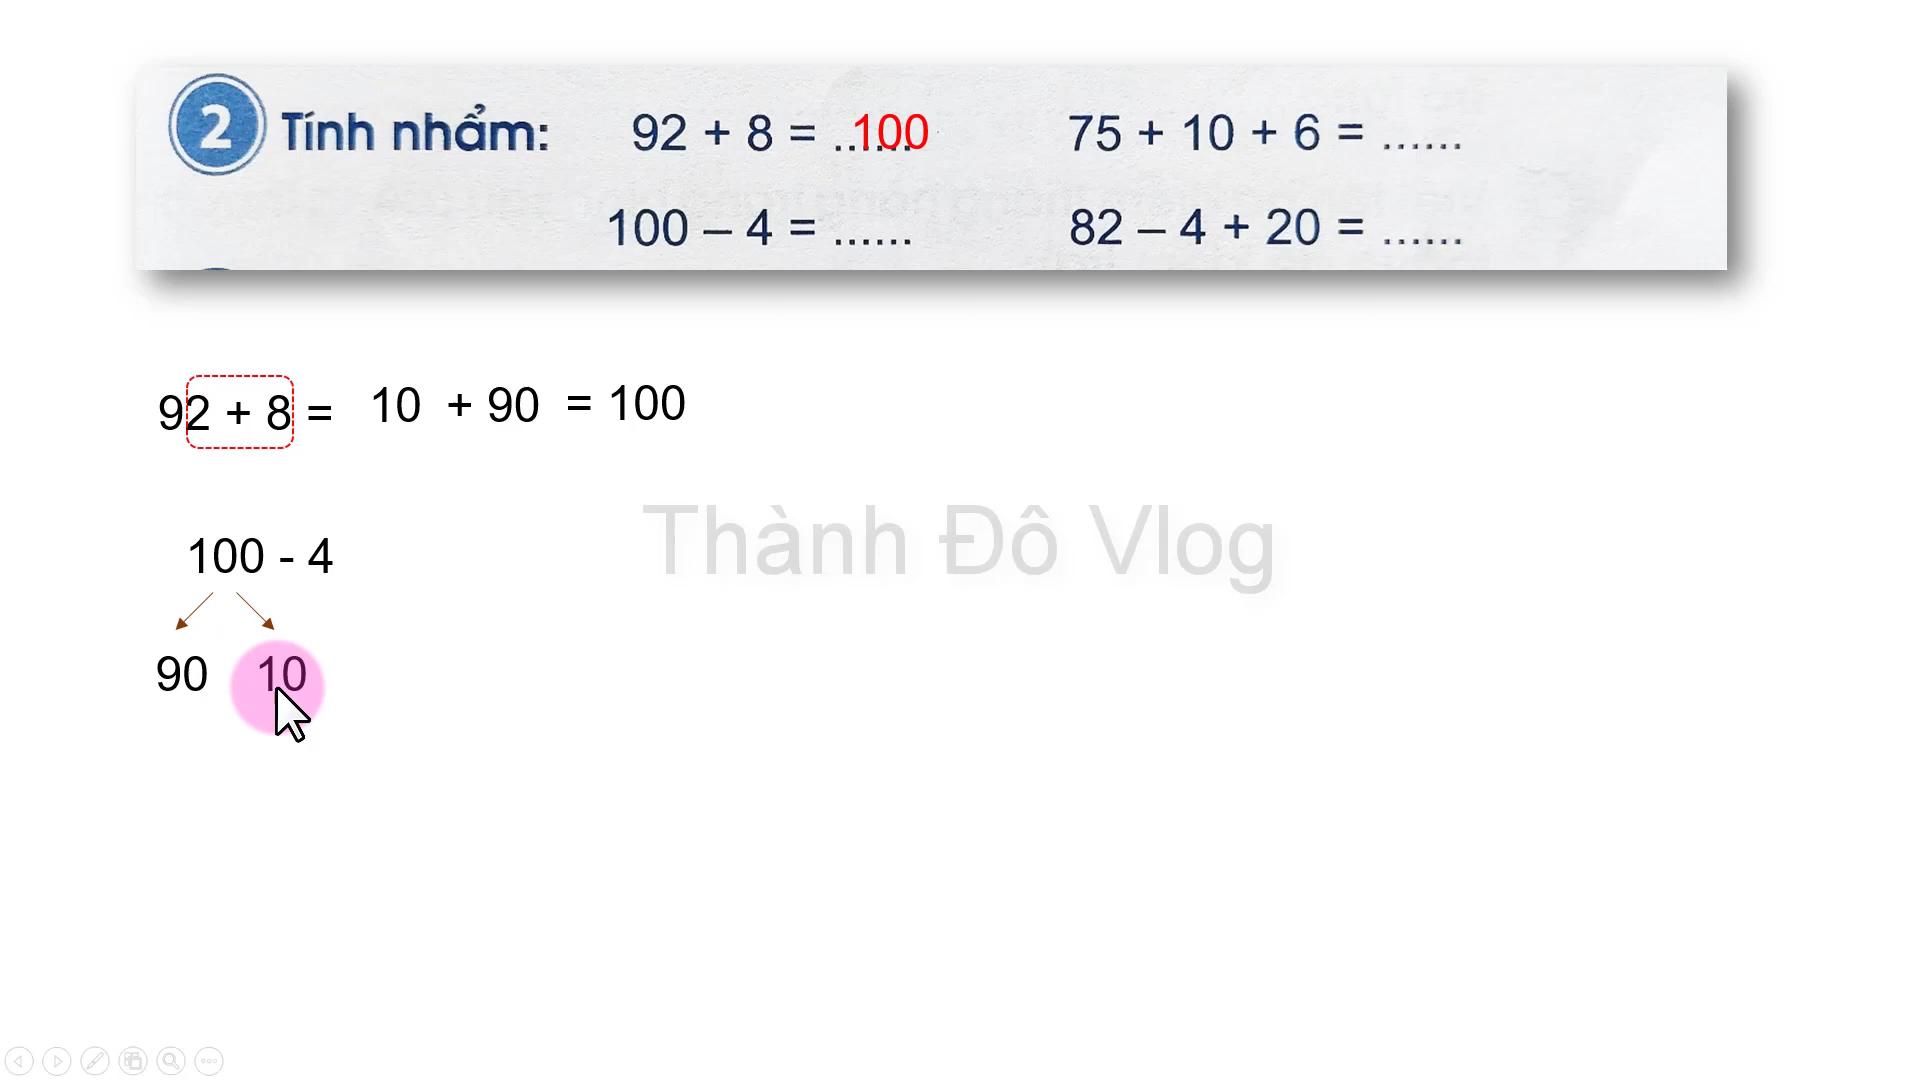 2 Tính nhẩm: 92 + 8 = ...... 100 75 + 10 + 6 = ......
100 – 4 = ...... 82 – 4 + 20 = ......
92 + 8 = 10 + 90 = 100
Thành Đô Vlog
100 - 4
90 10